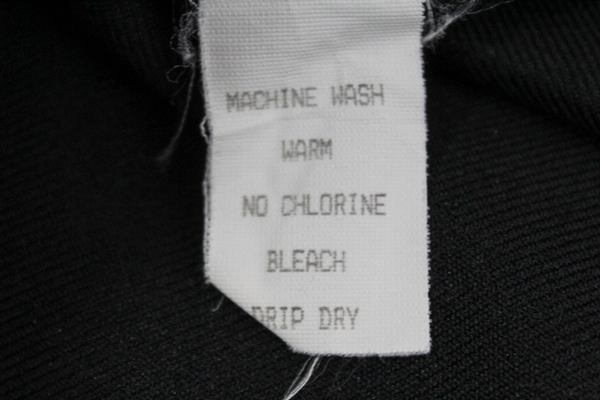 MACHINE WASH
WARM
NO CHLORINE
BLEACH
DRIP DRY